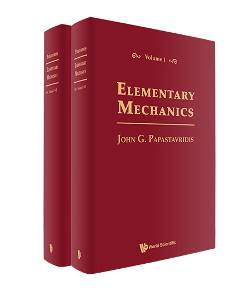 Volume 1
ELEMENTARY
MECHANICS
JOHN G. PAPASTAVRIDIS
World Scientific